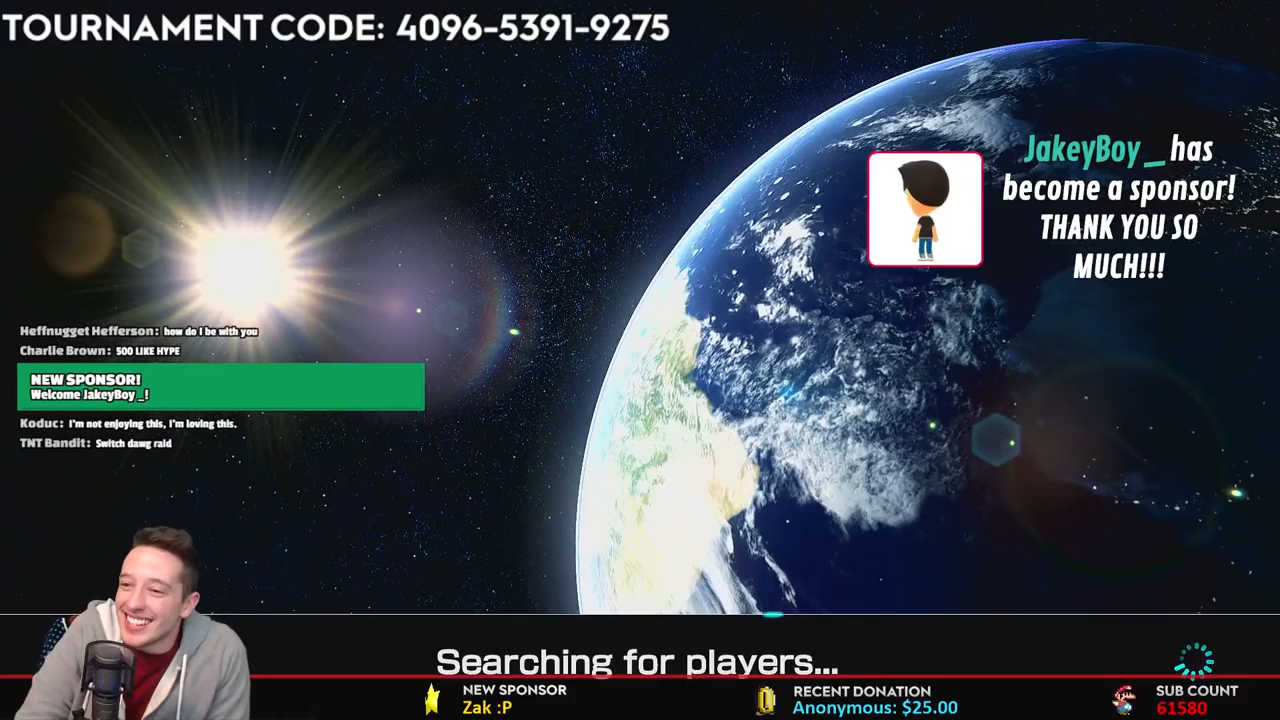 TOURNAMENT CODE: 4096-5391-9275
JakeyBoy_ has
become a sponsor!
THANK YOU SO
MUCH!!!
Heffnugget Hefferson: how do I be with you
Charlie Brown: 500 LIKE HYPE
NEW SPONSOR!
Welcome JakeyBoy_!
Koduc: I'm not enjoying this, I'm loving this.
TNT Bandit: Switch dawg raid
Searching for players...
NEW SPONSOR
Zak :P
RECENT DONATION
Anonymous: $25.00
SUB COUNT
61580